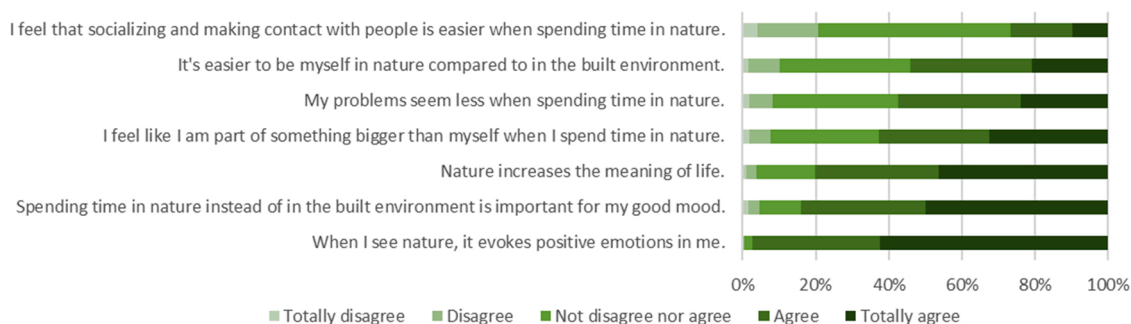 I feel that socializing and making contact with people is easier when spending time in nature.
It's easier to be myself in nature compared to in the built environment.
My problems seem less when spending time in nature.
I feel like I am part of something bigger than myself when I spend time in nature.
Nature increases the meaning of life.
Spending time in nature instead of in the built environment is important for my good mood.
When I see nature, it evokes positive emotions in me.
0% 20% 40% 60% 80% 100%
Totally disagree Disagree Not disagree nor agree Agree Totally agree